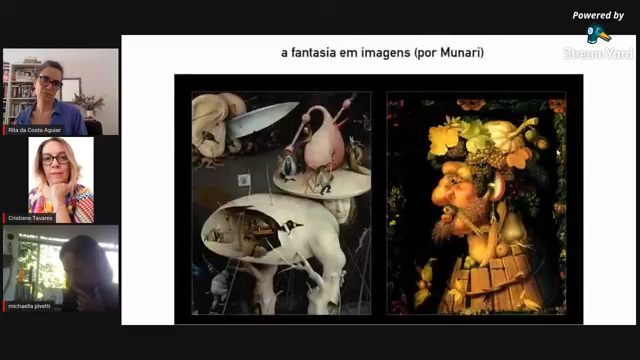 Powered by
StreamYard
a fantasia em imagens (por Munari)
Rita da Costa Aguiar
Cristiane Tavares
michaella pivetti